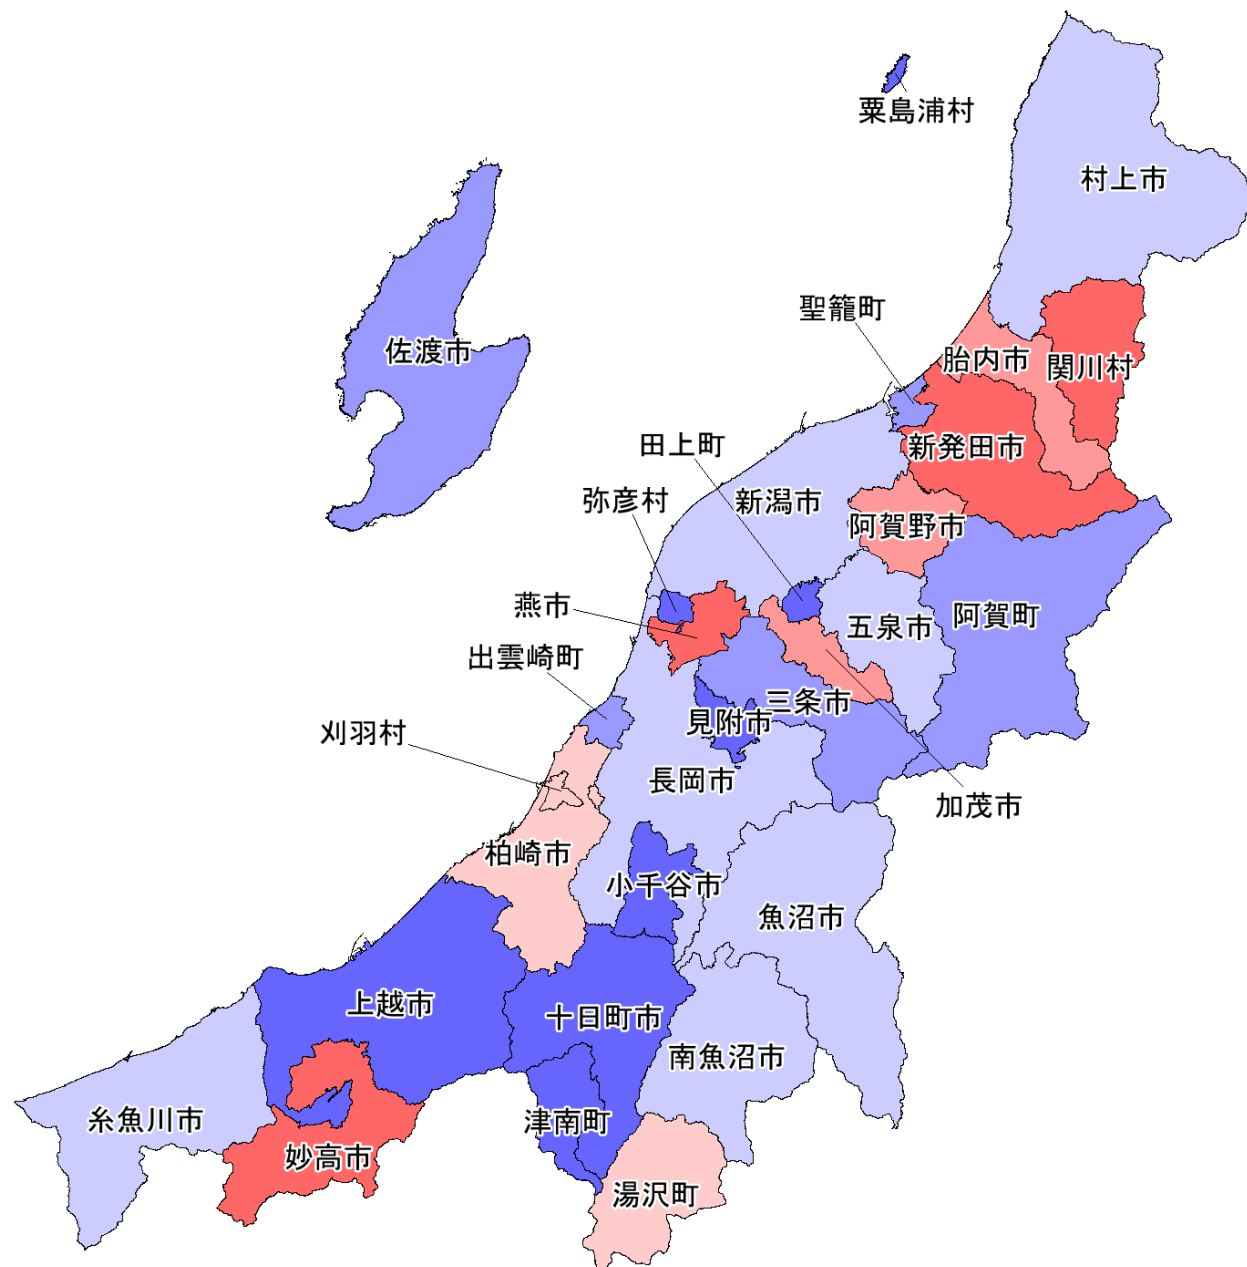 粟島浦村
村上市
聖籠町
佐渡市
胎内市
関川村
田上町
新発田市
弥彦村
新潟市
阿賀野市
燕市
阿賀町
五泉市
出雲崎町
三条市
見附市
刈羽村
長岡市
加茂市
柏崎市
小千谷市
魚沼市
上越市
十日町市
南魚沼市
糸魚川市
津南町
妙高市
湯沢町